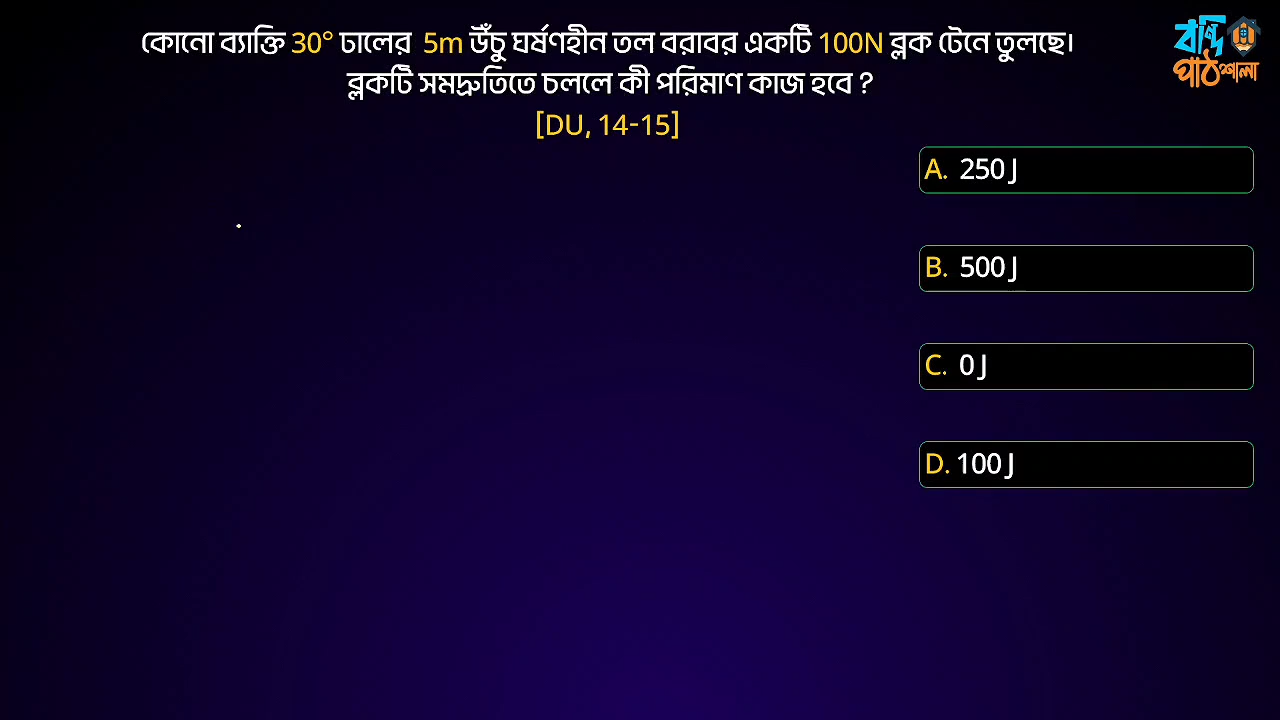 কোনো ব্যাক্তি 30° ঢালের 5m উঁচু ঘর্ষণহীন তল বরাবর একটি 100N ব্লক টেনে তুলছে।
ব্লকটি সমদ্রুতিতে চললে কী পরিমাণ কাজ হবে ?
[DU, 14-15]
বন্দি
পাঠশালা
A. 250 J
B. 500 J
C. 0 J
D. 100 J